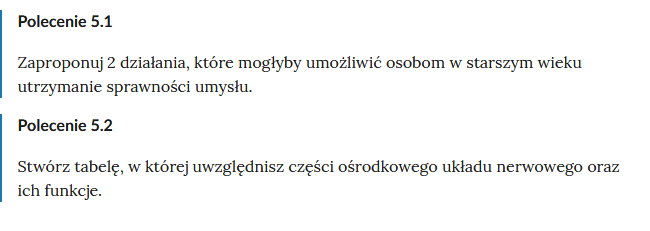 Polecenie 5.1
Zaproponuj 2 działania, które mogłyby umożliwić osobom w starszym wieku
utrzymanie sprawności umysłu.
Polecenie 5.2
Stwórz tabelę, w której uwzględnisz części ośrodkowego układu nerwowego oraz
ich funkcje.